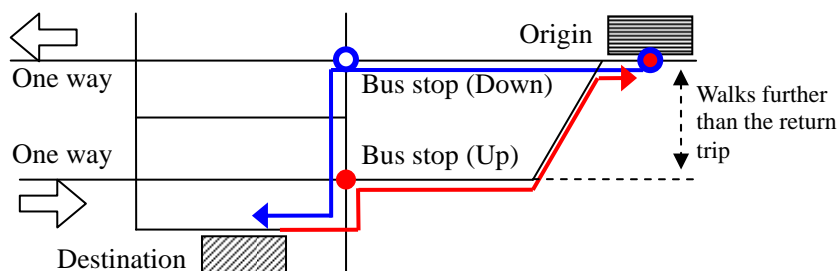 Origin
One way
Bus stop (Down)
Walks further
than the return
trip
One way
Bus stop (Up)
Destination